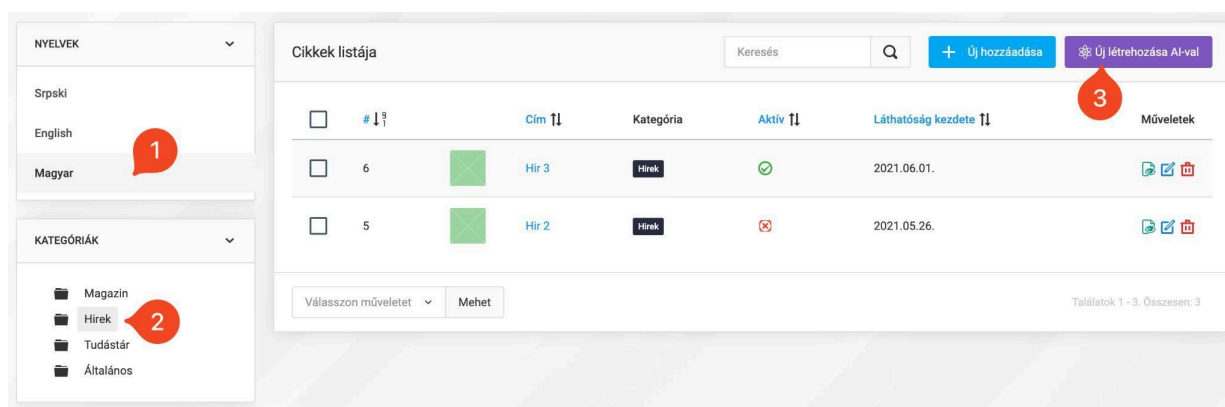 NYELVEK
Srpski
English
Magyar
1
KATEGÓRIÁK
Magazin
Hirek
2
Tudástár
Általános
Cikkek listája
Keresés
+ Új hozzáadása
Új létrehozása AI-val
3
# Cím Kategória Aktív Láthatóság kezdete Műveletek
6 Hir 3 Hirek 2021.06.01.
5 Hir 2 Hirek 2021.05.26.
Válasszon műveletet Mehet
Találatok 1 - 3. Összesen: 3